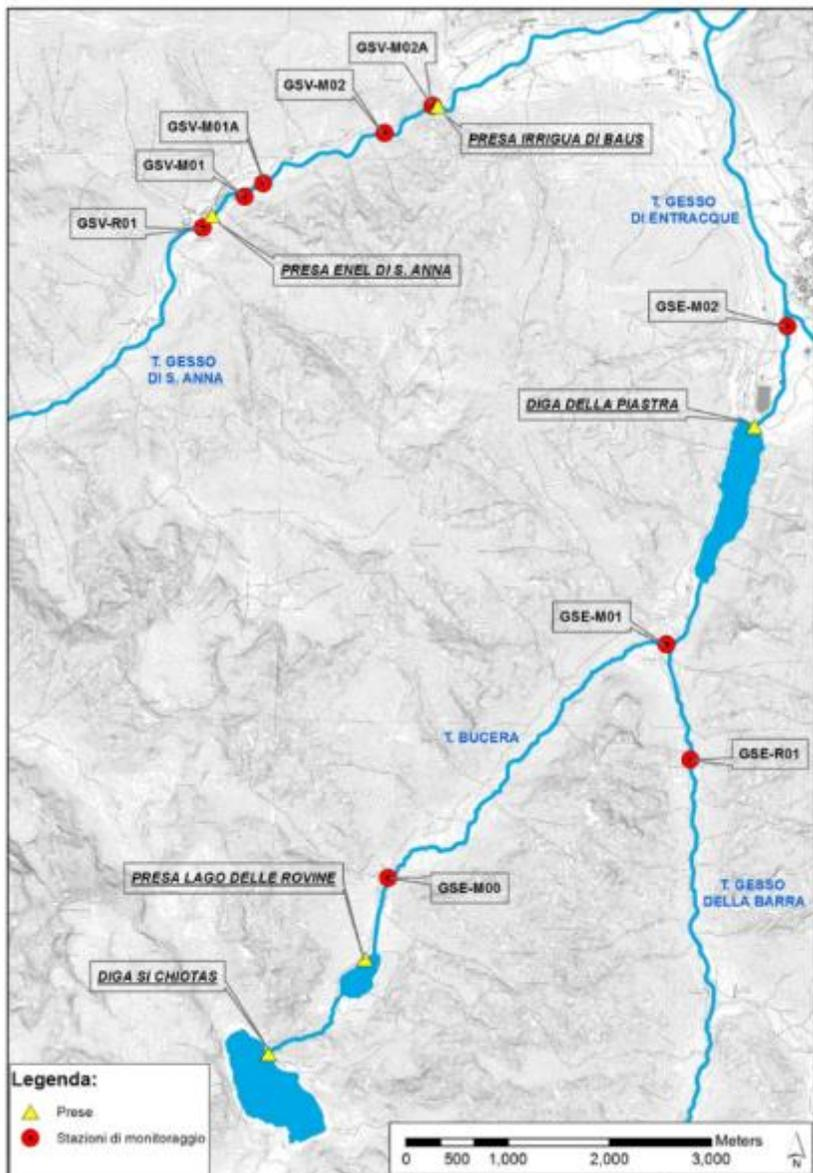 GSV-M02A
GSV-M02
GSV-M01A
PRESA IRRIGUA DI BAUS
GSV-M01
T. GESSO
DI ENTRACQUE
GSV-R01
PRESA ENEL DI S. ANNA
GSE-M02
T. GESSO
DI S. ANNA
DIGA DELLA PIASTRA
GSE-M01
T. BUCERA
GSE-R01
PRESA LAGO DELLE ROVINE
GSE-M00
T. GESSO
DELLA BARRA
DIGA SI CHIOTAS
Legenda:
Prese
Stazioni di monitoraggio
Meters
0 500 1,000 2,000 3,000
N